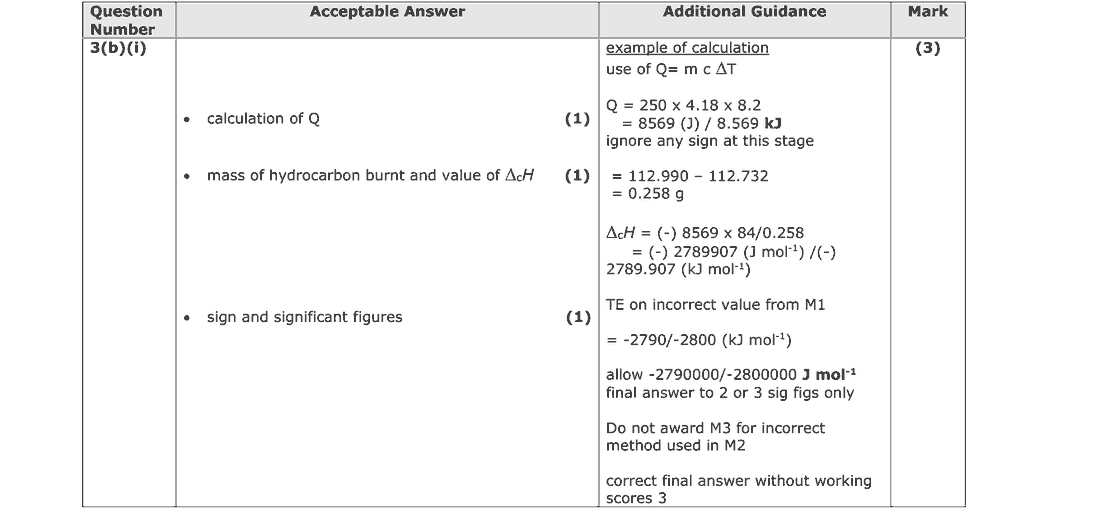 Question Number
Acceptable Answer
Additional Guidance
Mark
3(b)(i)
example of calculation
(3)
use of Q= m c ΔT
• calculation of Q (1)
Q = 250 x 4.18 x 8.2
= 8569 (J) / 8.569 kJ
ignore any sign at this stage
• mass of hydrocarbon burnt and value of ΔcH (1)
= 112.990 – 112.732
= 0.258 g
ΔcH = (-) 8569 x 84/0.258
= (-) 2789907 (J mol⁻¹) /(-)
2789.907 (kJ mol⁻¹)
TE on incorrect value from M1
• sign and significant figures (1)
= -2790/-2800 (kJ mol⁻¹)
allow -2790000/-2800000 J mol⁻¹
final answer to 2 or 3 sig figs only
Do not award M3 for incorrect
method used in M2
correct final answer without working
scores 3